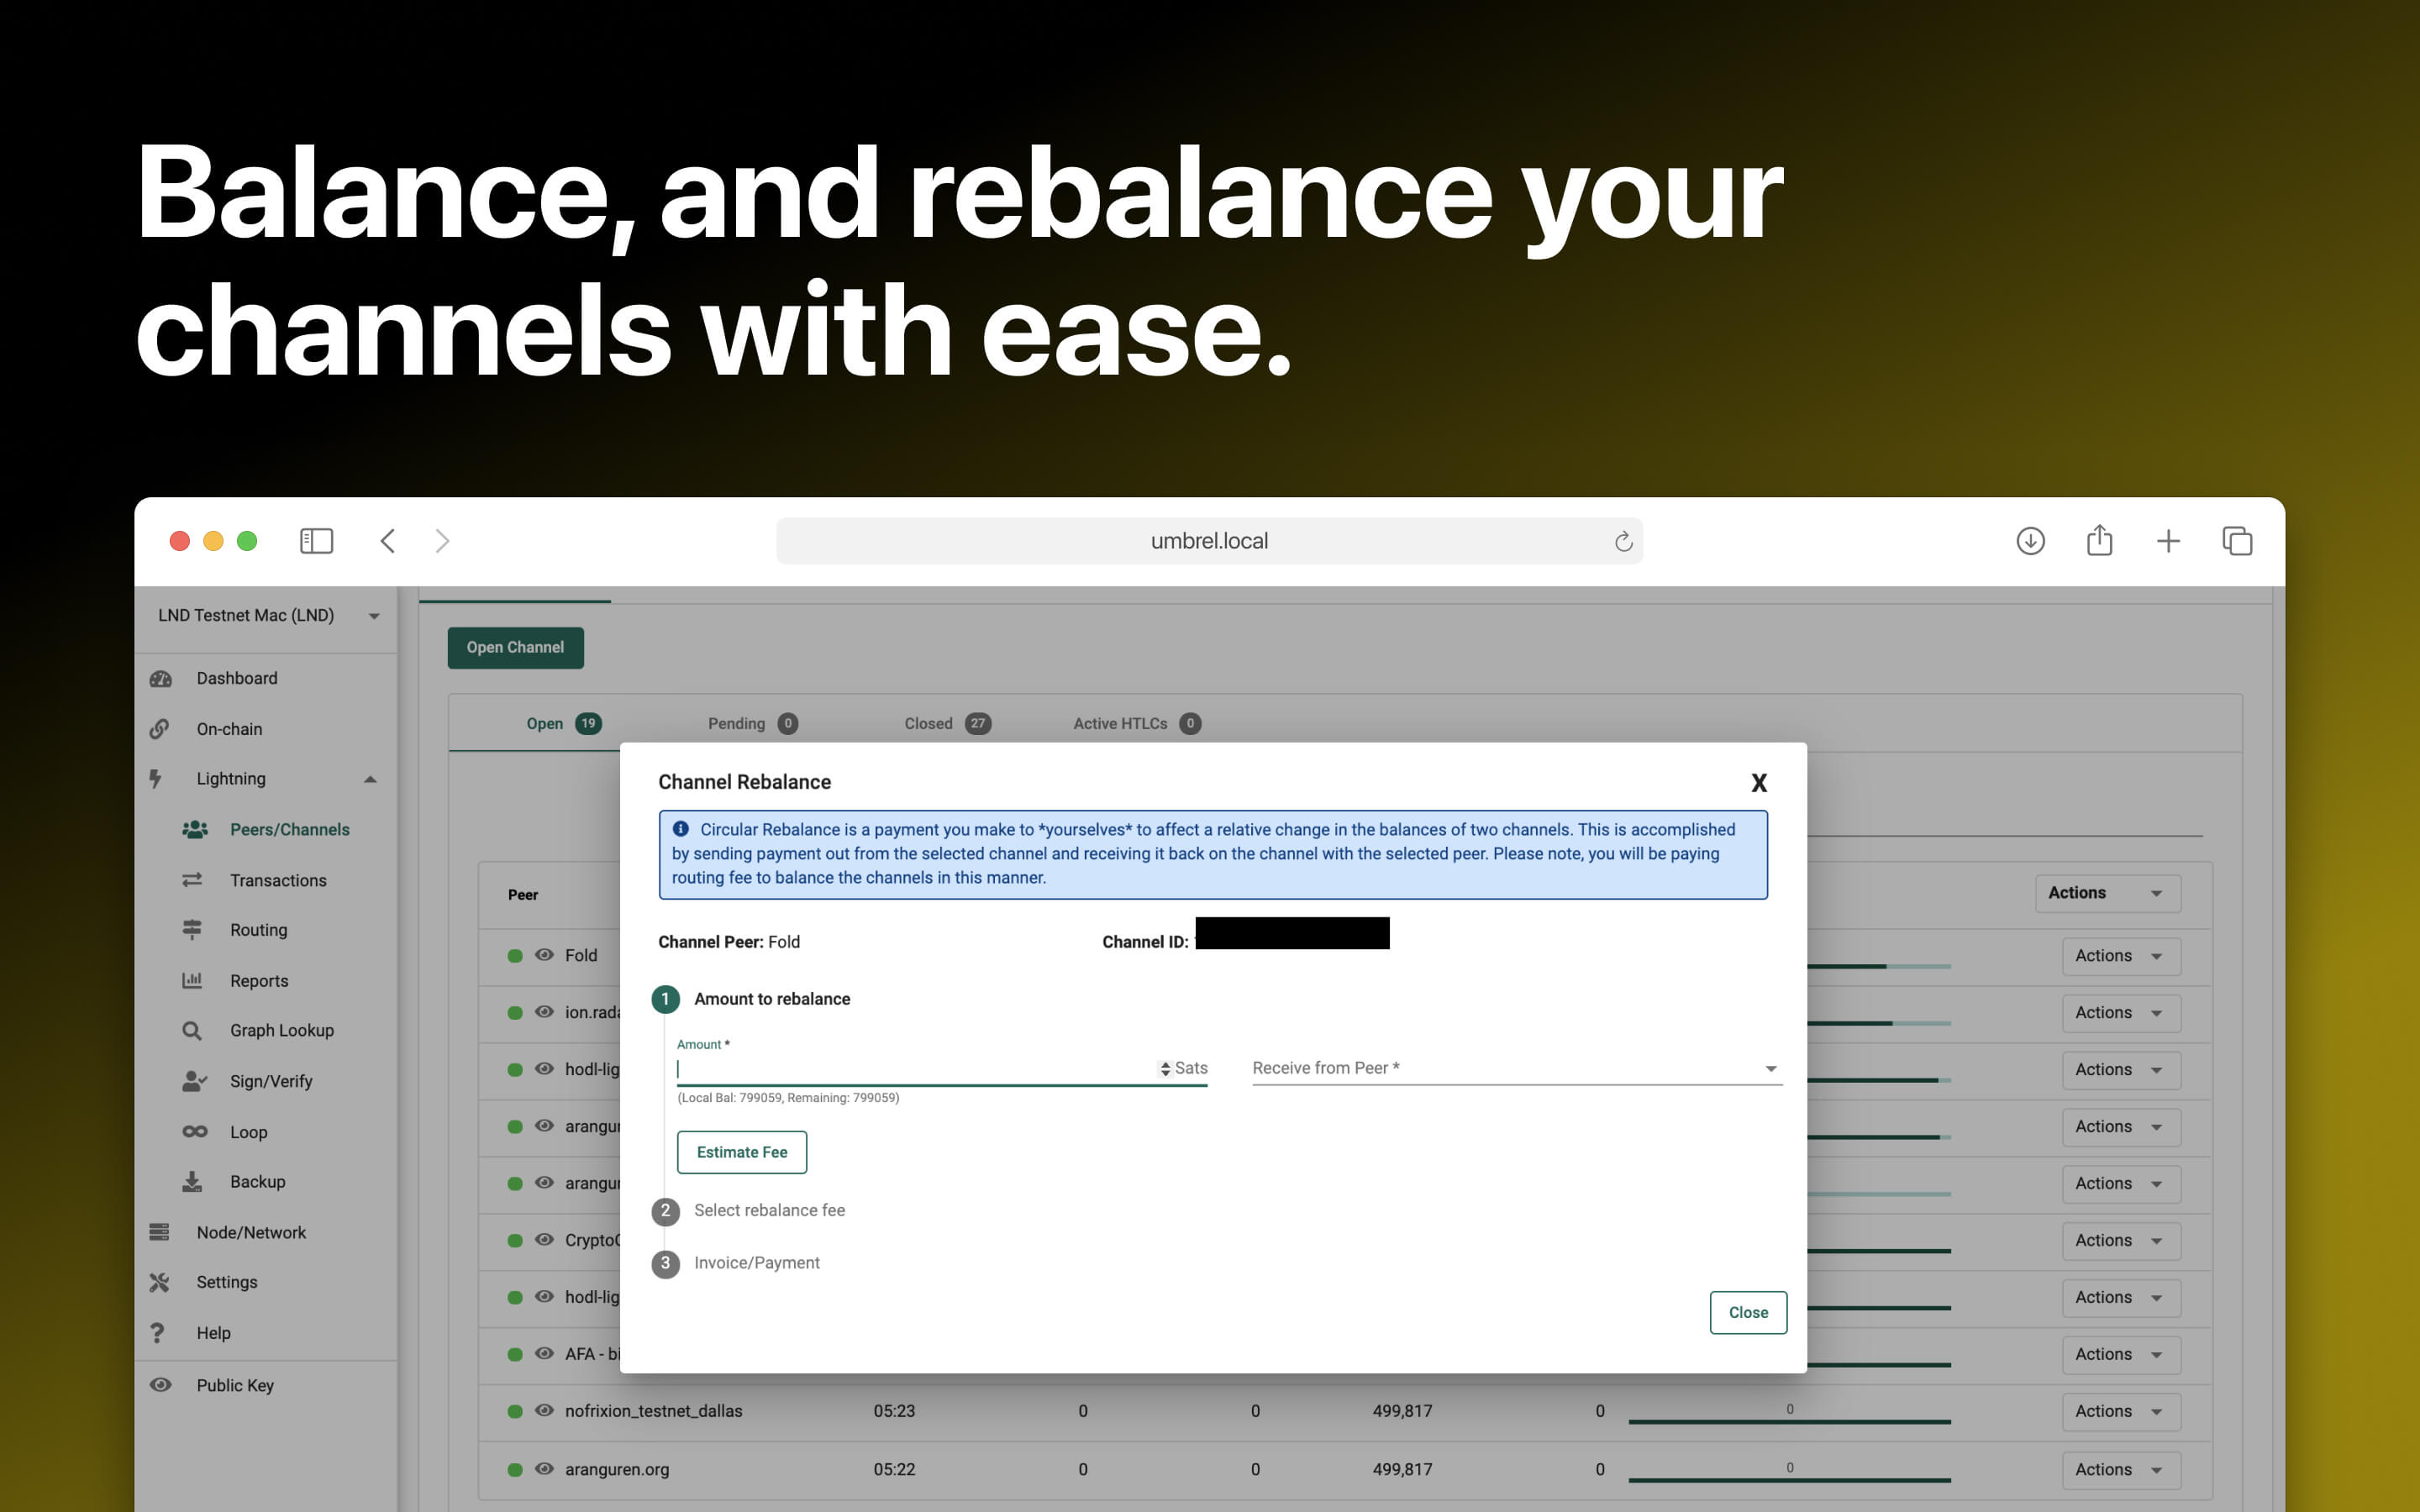 Balance, and rebalance your
channels with ease.
umbrel.local
LND Testnet Mac (LND)
Dashboard
On-chain
Lightning
Peers/Channels
Transactions
Routing
Reports
Graph Lookup
Sign/Verify
Loop
Backup
Node/Network
Settings
Help
Public Key
Open Channel
Open 19 Pending 0 Closed 27 Active HTLCs 0
Channel Rebalance X
Circular Rebalance is a payment you make to *yourselves* to affect a relative change in the balances of two channels. This is accomplished
by sending payment out from the selected channel and receiving it back on the channel with the selected peer. Please note, you will be paying
routing fee to balance the channels in this manner.
Channel Peer: Fold Channel ID:
1 Amount to rebalance
Amount *
Sats Receive from Peer *
(Local Bal: 799059, Remaining: 799059)
Estimate Fee
2 Select rebalance fee
3 Invoice/Payment
Close
Peer Actions
Fold Actions
ion.rada Actions
hodl-lig Actions
arangur Actions
arangur Actions
Crypto Actions
hodl-lig Actions
AFA - bi Actions
nofrixion_testnet_dallas 05:23 0 0 499,817 0 0 Actions
aranguren.org 05:22 0 0 499,817 0 0 Actions